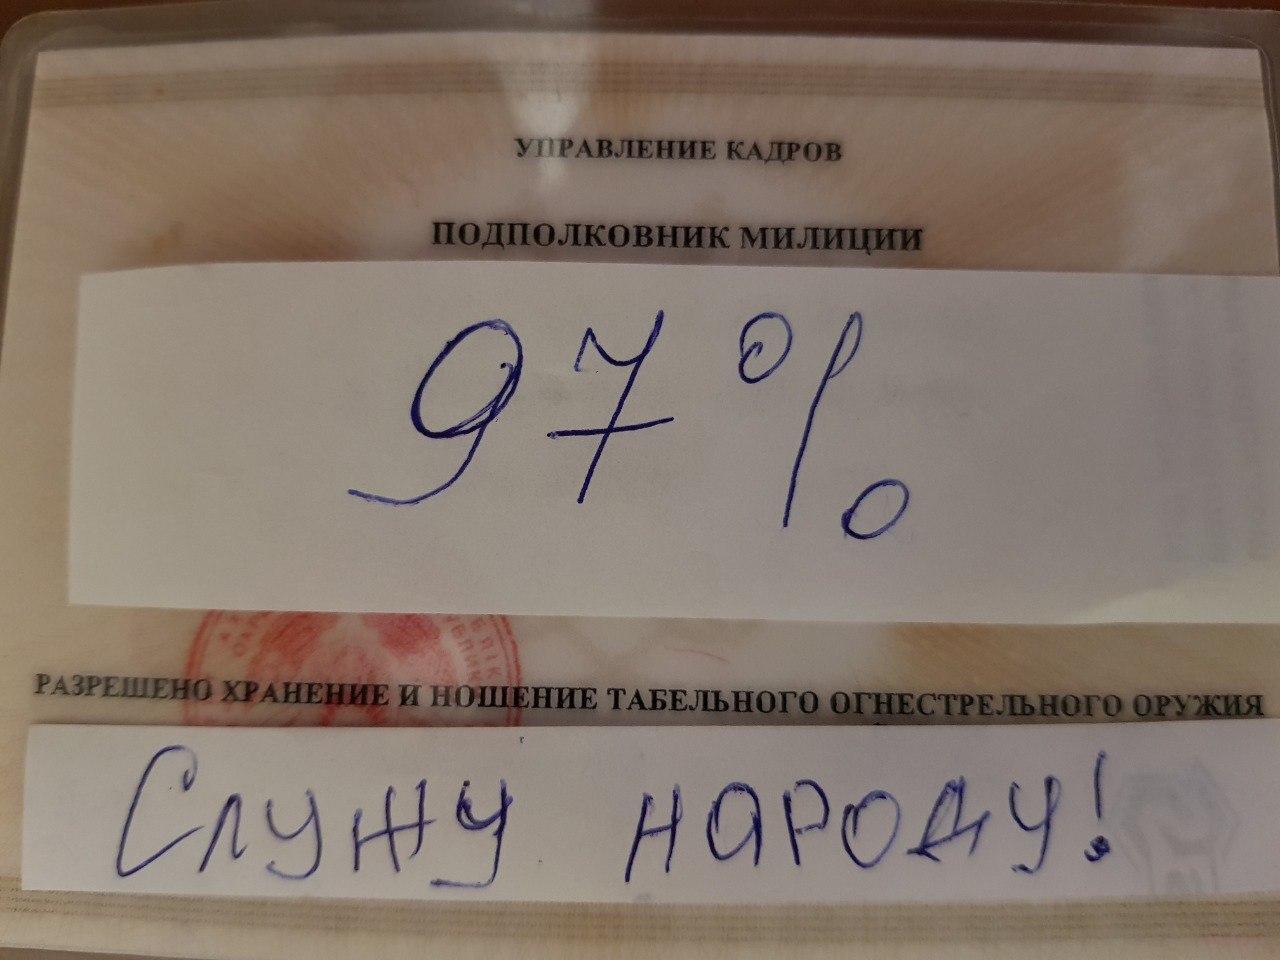 УПРАВЛЕНИЕ КАДРОВ
ПОДПОЛКОВНИК МИЛИЦИИ
97%
РАЗРЕШЕНО ХРАНЕНИЕ И НОШЕНИЕ ТАБЕЛЬНОГО ОГНЕСТРЕЛЬНОГО ОРУЖИЯ
Служу народу!